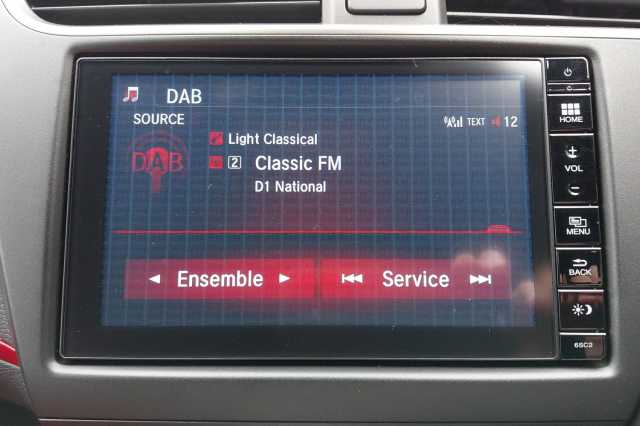 DAB
SOURCE
TEXT 12
DAB
Light Classical
2 Classic FM
D1 National
Ensemble
Service
HOME
+
VOL
-
MENU
BACK
6SC2